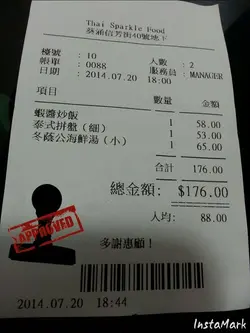 Thai Sparkle Food
葵涌信芳街40號地下
檯號 : 10 人數 : 2
帳單 : 0088 服務員 : MANAGER
日期 : 2014.07.20 18:00
項目 數量 金額
蝦醬炒飯 1 58.00
泰式拼盤(細) 1 53.00
冬蔭公海鮮湯(小) 1 65.00
合計 176.00
總金額: $176.00
人均: 88.00
APPROVED
多謝惠顧!
2014.07.20 18:44
InstaMark